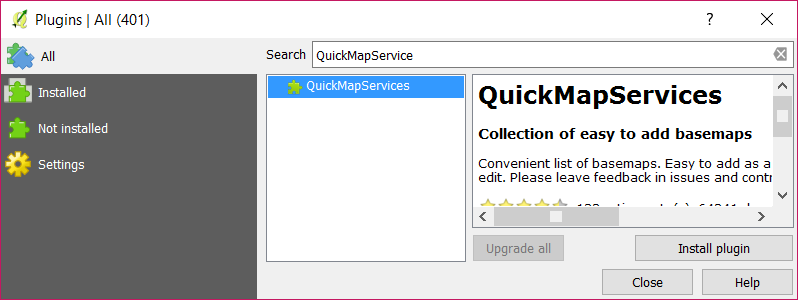 Plugins | All (401)
?
All
Installed
Not installed
Settings
Search
QuickMapService
QuickMapServices
QuickMapServices
Collection of easy to add basemaps
Convenient list of basemaps. Easy to add as a
edit. Please leave feedback in issues and contr
Upgrade all
Install plugin
Close
Help